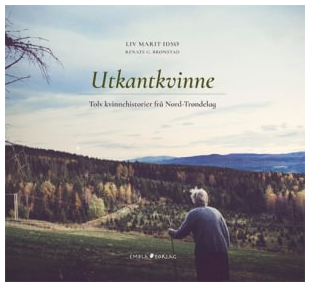 LIV MARIT IDSØ
RENATE G. BRØNSTAD
Utkantkvinne
Tolv kvinnehistorier frå Nord-Trøndelag
EMBLA FORLAG